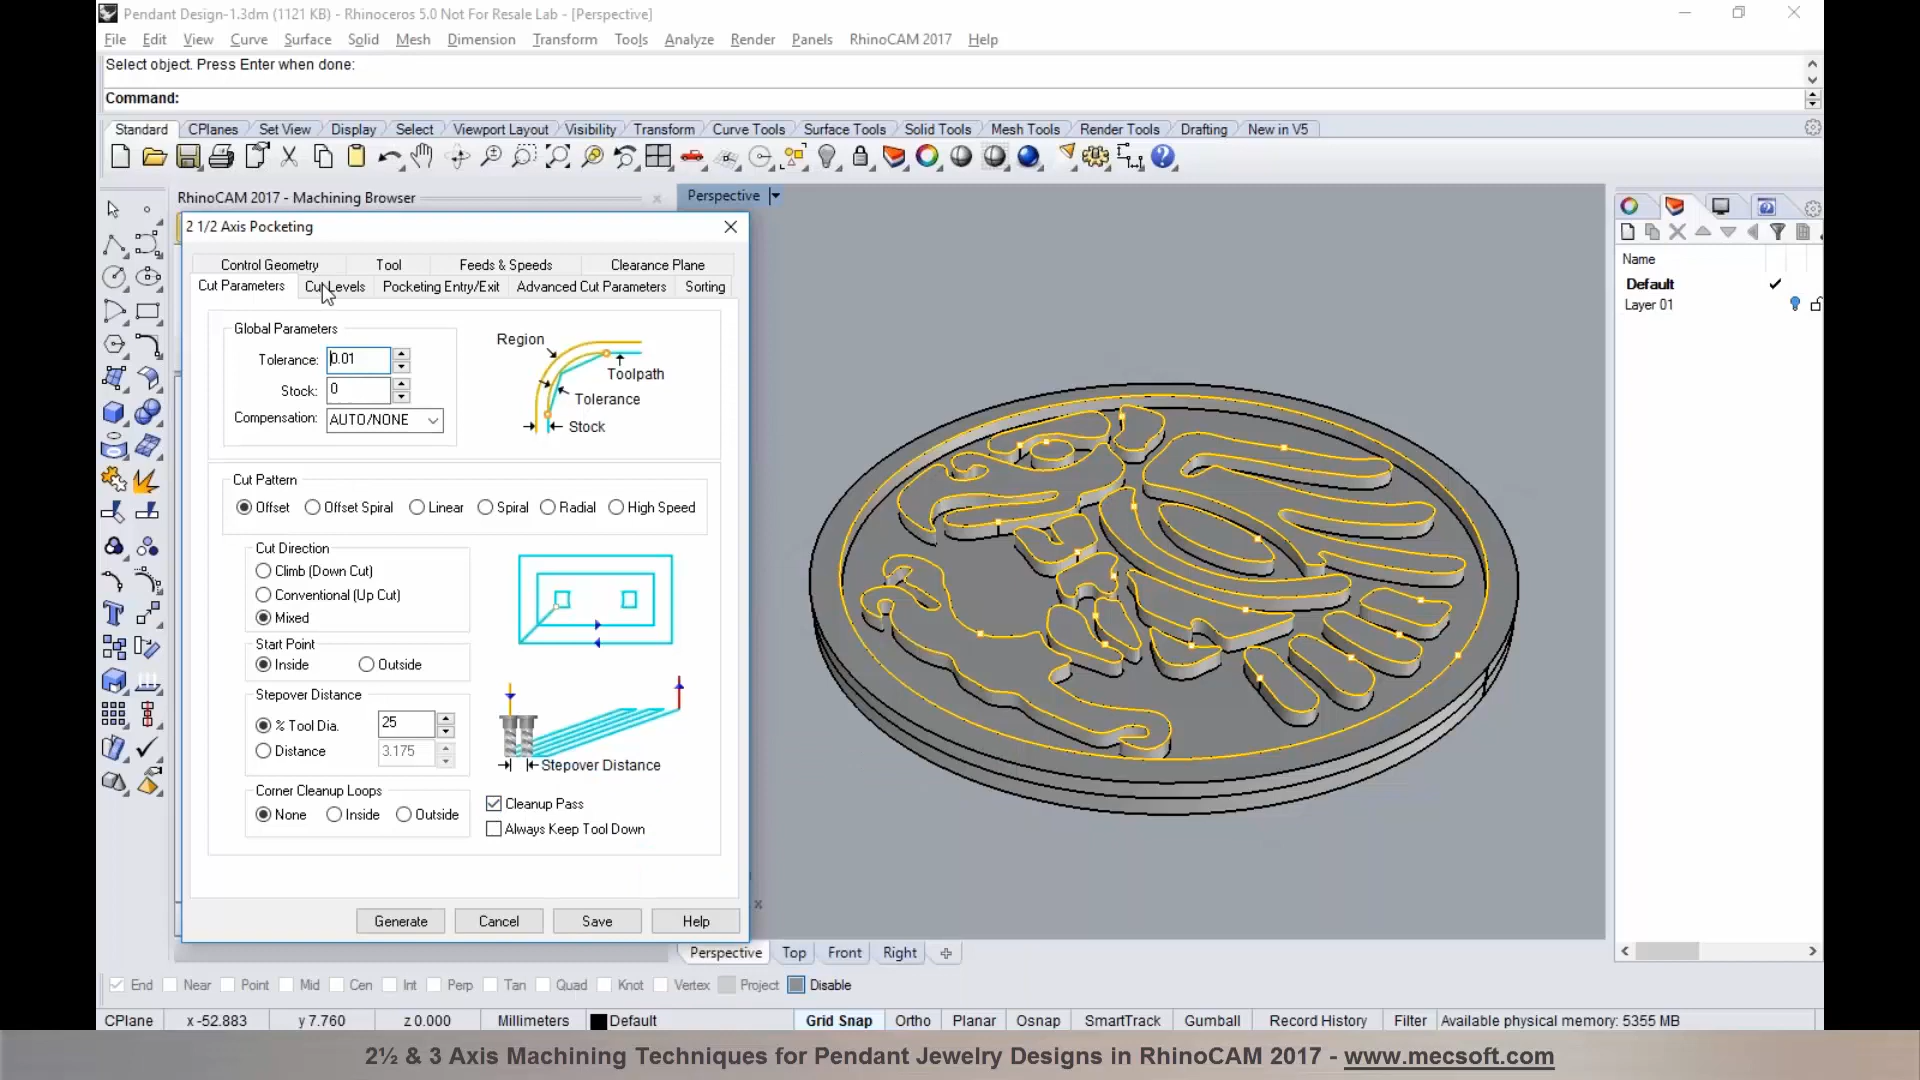 Pendant Design-1.3dm (1121 KB) - Rhinoceros 5.0 Not For Resale Lab - [Perspective]
File Edit View Curve Surface Solid Mesh Dimension Transform Tools Analyze Render Panels RhinoCAM 2017 Help
Select object. Press Enter when done:
Command:
Standard CPlanes Set View Display Select Viewport Layout Visibility Transform Curve Tools Surface Tools Solid Tools Mesh Tools Render Tools Drafting New in V5
RhinoCAM 2017 - Machining Browser
Perspective
2 1/2 Axis Pocketing
Control Geometry Tool Feeds & Speeds Clearance Plane
Cut Parameters Cut Levels Pocketing Entry/Exit Advanced Cut Parameters Sorting
Global Parameters
Tolerance: 0.01
Stock: 0
Compensation: AUTO/NONE
Region
Toolpath
Tolerance
Stock
Cut Pattern
Offset Offset Spiral Linear Spiral Radial High Speed
Cut Direction
Climb (Down Cut)
Conventional (Up Cut)
Mixed
Start Point
Inside Outside
Stepover Distance
% Tool Dia. 25
Distance 3.175
Stepover Distance
Corner Cleanup Loops
None Inside Outside
Cleanup Pass
Always Keep Tool Down
Generate Cancel Save Help
Name
Default
Layer 01
Perspective Top Front Right
End Near Point Mid Cen Int Perp Tan Quad Knot Vertex Project Disable
CPlane x -52.883 y 7.760 z 0.000 Millimeters Default Grid Snap Ortho Planar Osnap SmartTrack Gumball Record History Filter Available physical memory: 5355 MB
2½ & 3 Axis Machining Techniques for Pendant Jewelry Designs in RhinoCAM 2017 - www.mecsoft.com